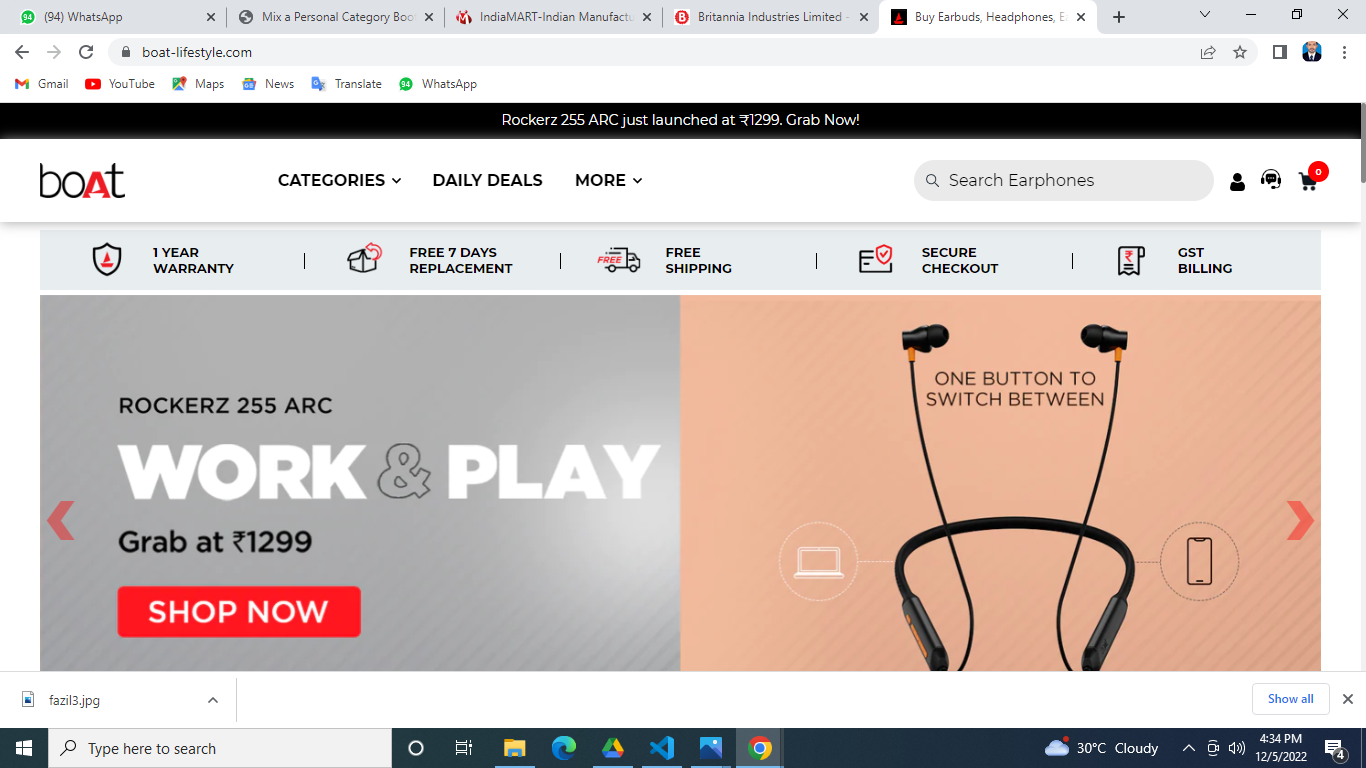 (94) WhatsApp
Mix a Personal Category Boo
IndiaMART-Indian Manufactu
Britannia Industries Limited -
Buy Earbuds, Headphones, E
boat-lifestyle.com
Gmail
YouTube
Maps
News
Translate
94
WhatsApp
Rockerz 255 ARC just launched at ₹1299. Grab Now!
boAt
CATEGORIES
DAILY DEALS
MORE
Search Earphones
0
1 YEAR
WARRANTY
FREE 7 DAYS
REPLACEMENT
FREE
FREE
SHIPPING
SECURE
CHECKOUT
₹
GST
BILLING
ROCKERZ 255 ARC
WORK & PLAY
Grab at ₹1299
SHOP NOW
ONE BUTTON TO
SWITCH BETWEEN
fazil3.jpg
Show all
Type here to search
30°C Cloudy
4:34 PM
12/5/2022
4